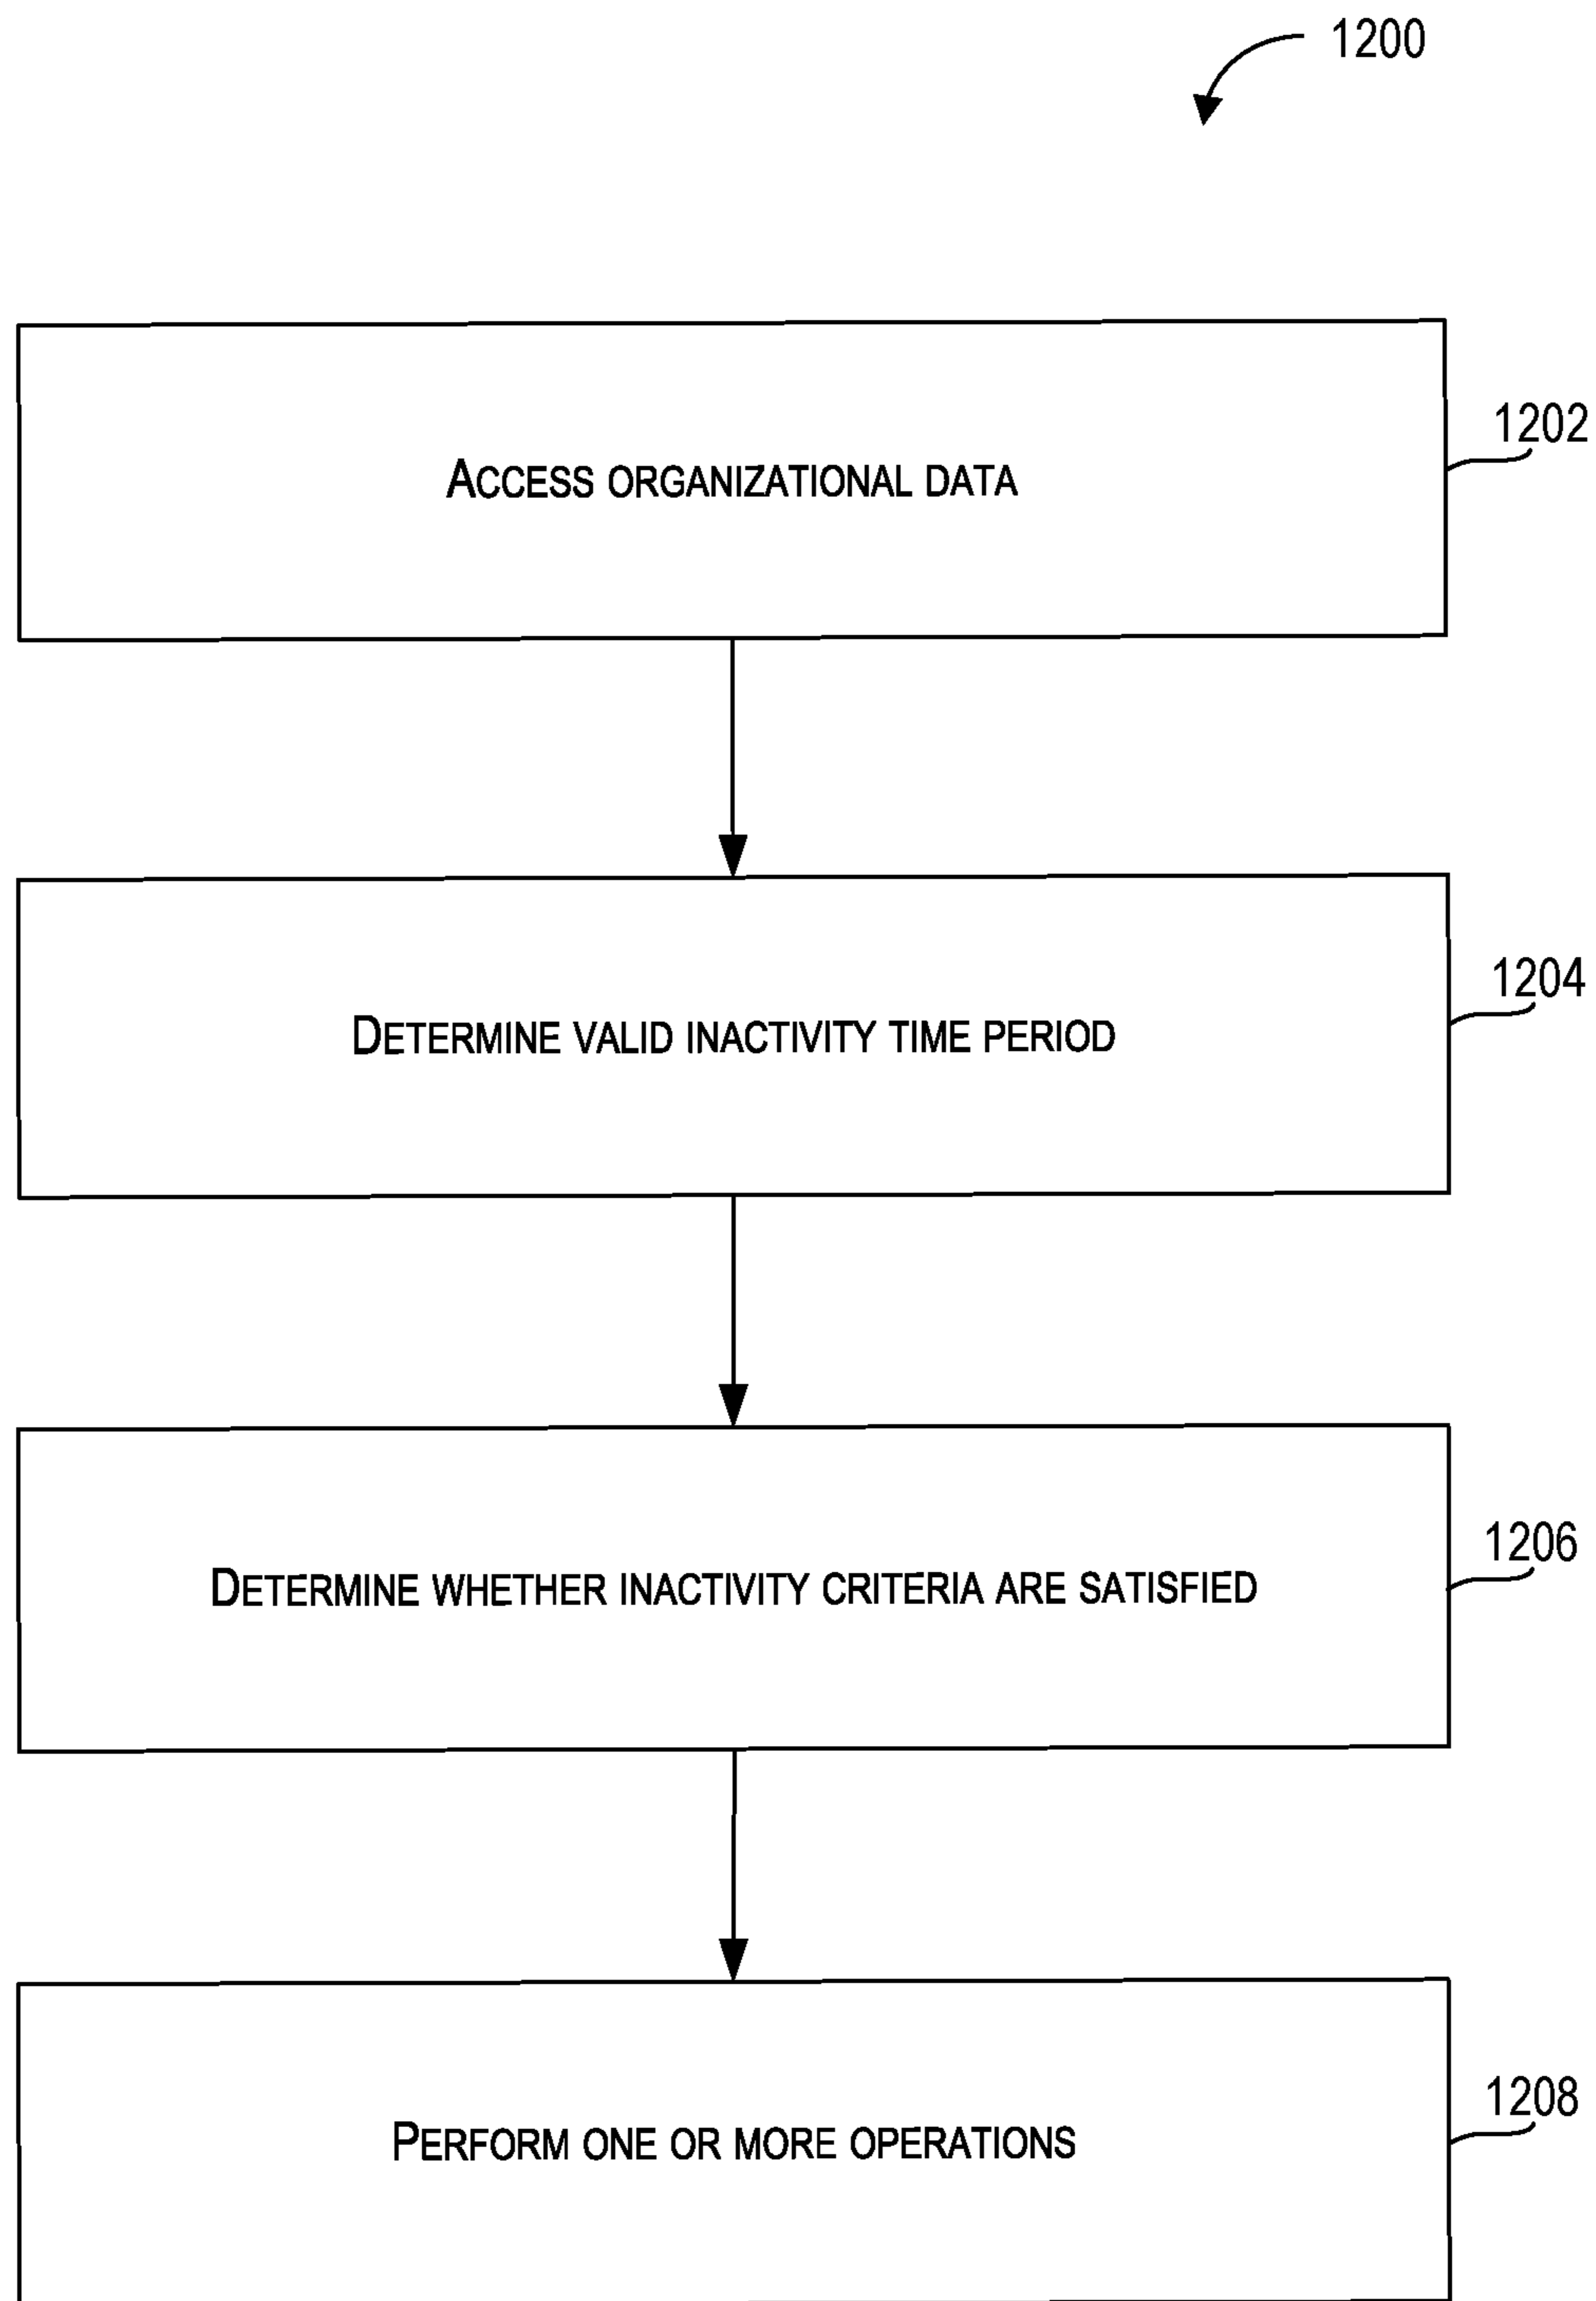 1200
ACCESS ORGANIZATIONAL DATA
1202
DETERMINE VALID INACTIVITY TIME PERIOD
1204
DETERMINE WHETHER INACTIVITY CRITERIA ARE SATISFIED
1206
PERFORM ONE OR MORE OPERATIONS
1208